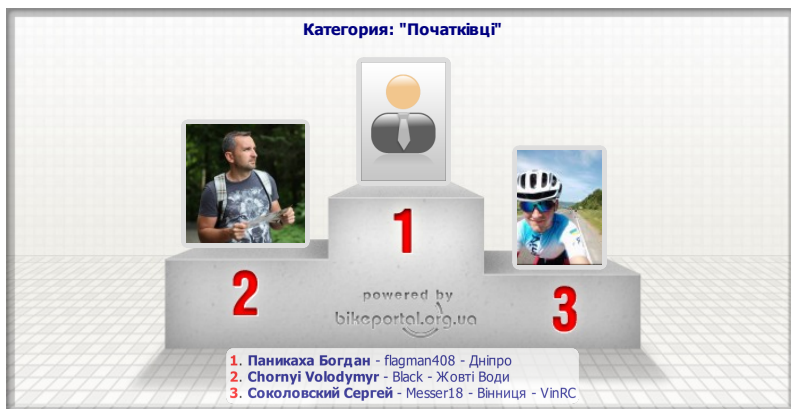 Категория: "Початківці"
1
2
3
powered by
bikeportal.org.ua
1. Паникаха Богдан - flagman408 - Дніпро
2. Chornyi Volodymyr - Black - Жовті Води
3. Соколовский Сергей - Messer18 - Вінниця - VinRC